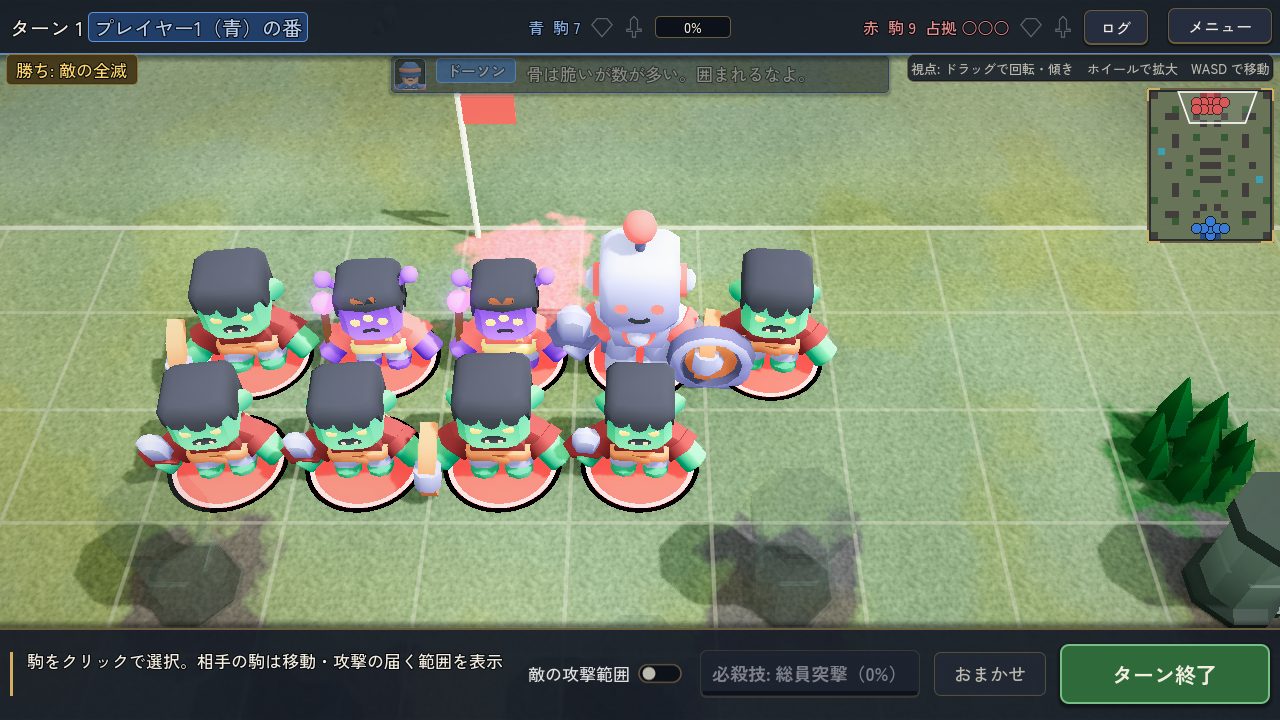 ターン 1 プレイヤー1（青）の番
青 駒 7
0%
赤 駒 9 占拠 〇〇〇
ログ
メニュー
勝ち: 敵の全滅
ドーソン
骨は脆いが数が多い。囲まれるなよ。
視点: ドラッグで回転・傾き ホイールで拡大 WASD で移動
駒をクリックで選択。相手の駒は移動・攻撃の届く範囲を表示
敵の攻撃範囲
必殺技: 総員突撃（0%）
おまかせ
ターン終了